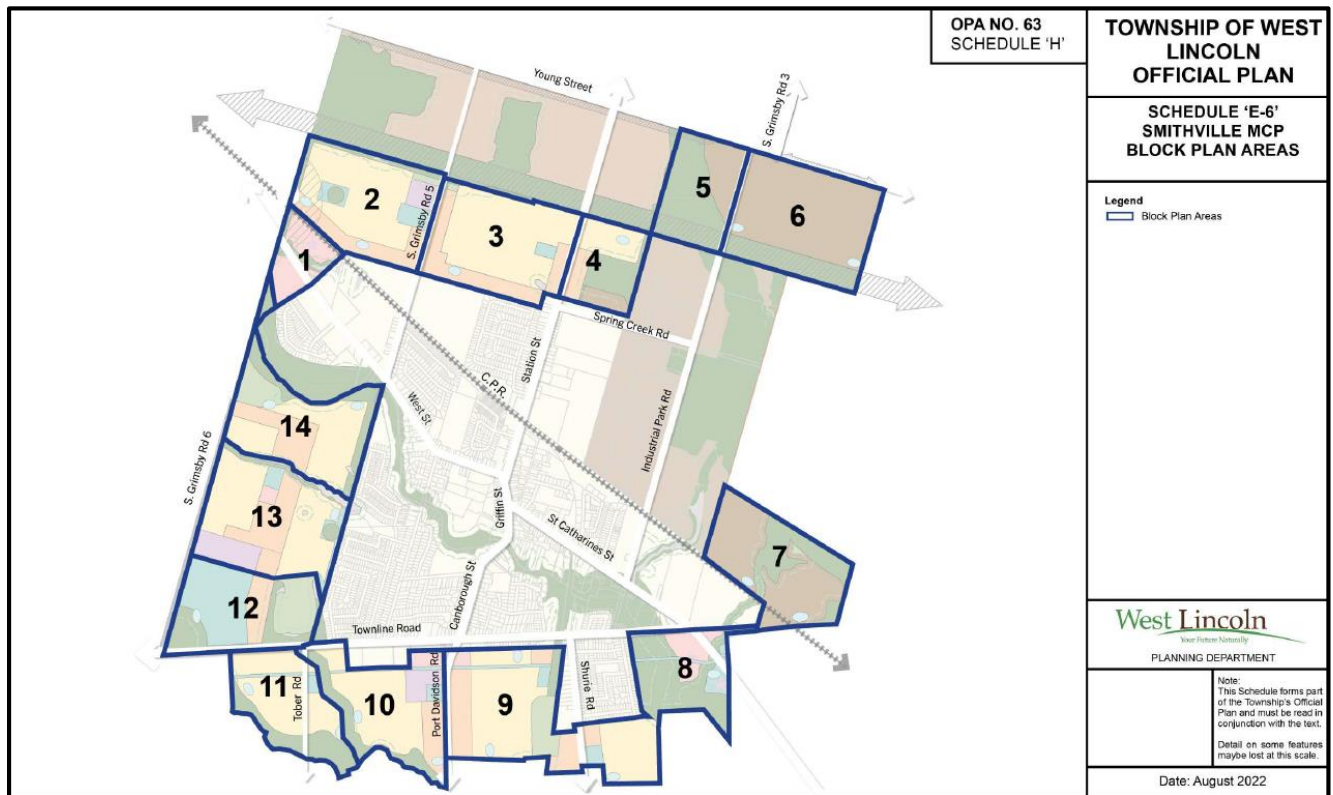 OPA NO. 63
SCHEDULE ‘H’
TOWNSHIP OF WEST
LINCOLN
OFFICIAL PLAN
SCHEDULE ‘E-6’
SMITHVILLE MCP
BLOCK PLAN AREAS
Legend
Block Plan Areas
Young Street
S. Grimsby Rd 3
S. Grimsby Rd 5
1
2
3
4
5
6
Spring Creek Rd
Station St
C.P.R.
West St
Industrial Park Rd
S. Grimsby Rd 6
14
13
12
Griffin St
St Catharines St
Canborough St
7
Townline Road
11
Tober Rd
10
Port Davidson Rd
9
Shurie Rd
8
West Lincoln
Your Future Naturally
PLANNING DEPARTMENT
Note:
This Schedule forms part
of the Township's Official
Plan and must be read in
conjunction with the text.
Detail on some features
maybe lost at this scale.
Date: August 2022